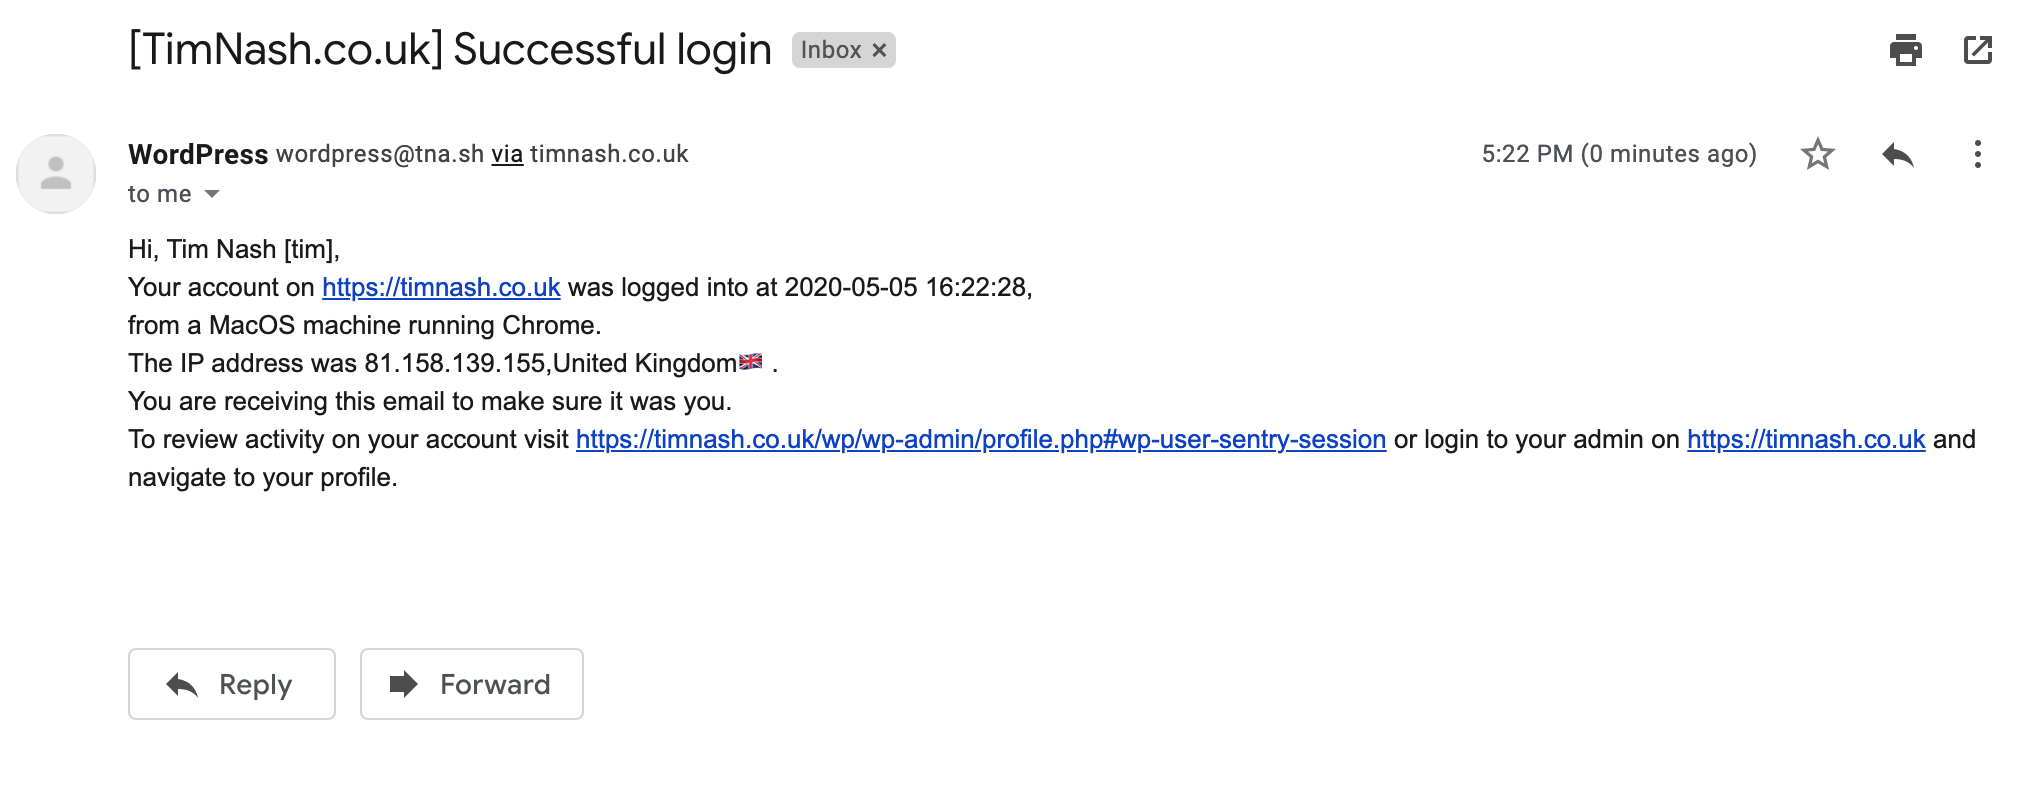 [TimNash.co.uk] Successful login Inbox ×
WordPress wordpress@tna.sh via timnash.co.uk 5:22 PM (0 minutes ago)
to me
Hi, Tim Nash [tim],
Your account on https://timnash.co.uk was logged into at 2020-05-05 16:22:28,
from a MacOS machine running Chrome.
The IP address was 81.158.139.155,United Kingdom🇬🇧 .
You are receiving this email to make sure it was you.
To review activity on your account visit https://timnash.co.uk/wp/wp-admin/profile.php#wp-user-sentry-session or login to your admin on https://timnash.co.uk and
navigate to your profile.
Reply Forward